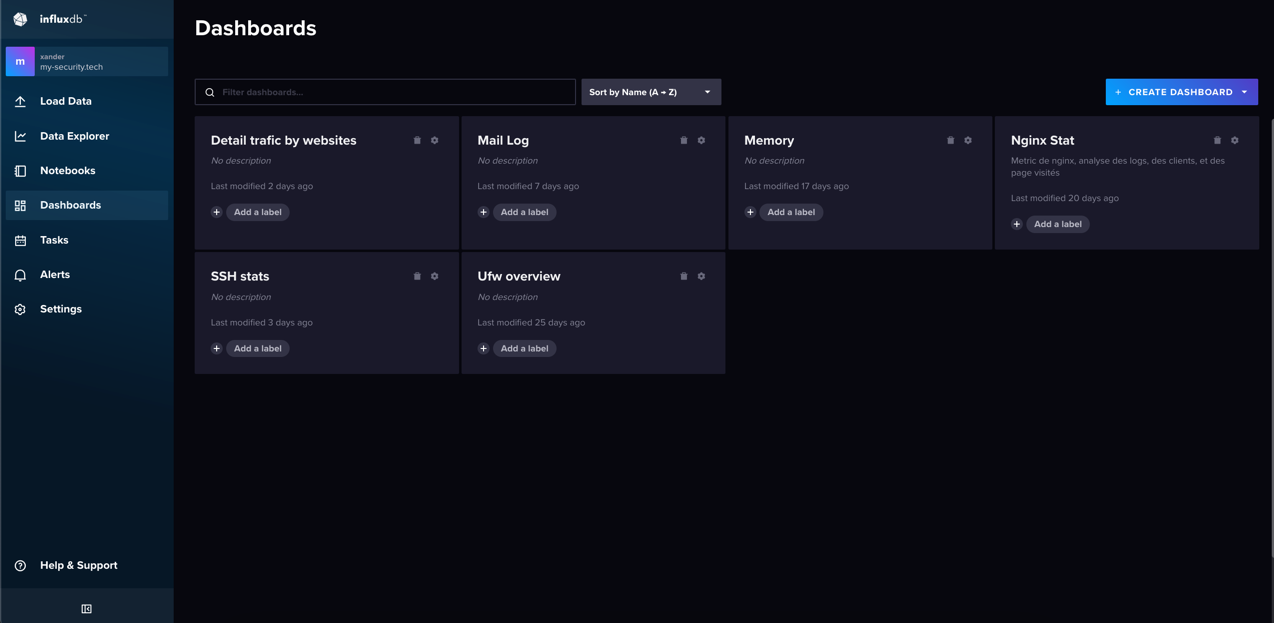 influxdb™
Dashboards
m
xander
my-security.tech
Load Data
Data Explorer
Notebooks
Dashboards
Tasks
Alerts
Settings
Help & Support
Filter dashboards...
Sort by Name (A → Z)
+ CREATE DASHBOARD
Detail trafic by websites
No description
Last modified 2 days ago
+ Add a label
Mail Log
No description
Last modified 7 days ago
+ Add a label
Memory
No description
Last modified 17 days ago
+ Add a label
Nginx Stat
Metric de nginx, analyse des logs, des clients, et des
page visités
Last modified 20 days ago
+ Add a label
SSH stats
No description
Last modified 3 days ago
+ Add a label
Ufw overview
No description
Last modified 25 days ago
+ Add a label